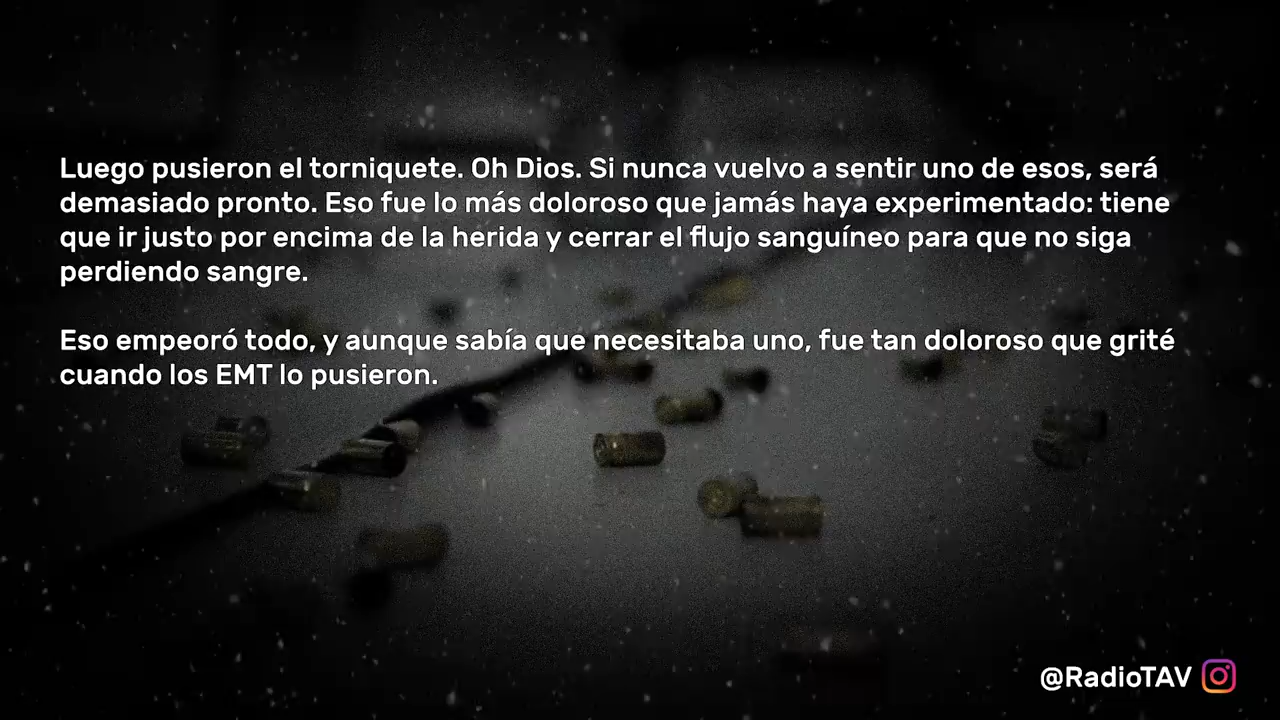 Luego pusieron el torniquete. Oh Dios. Si nunca vuelvo a sentir uno de esos, será
demasiado pronto. Eso fue lo más doloroso que jamás haya experimentado: tiene
que ir justo por encima de la herida y cerrar el flujo sanguíneo para que no siga
perdiendo sangre.
Eso empeoró todo, y aunque sabía que necesitaba uno, fue tan doloroso que grité
cuando los EMT lo pusieron.
@RadioTAV